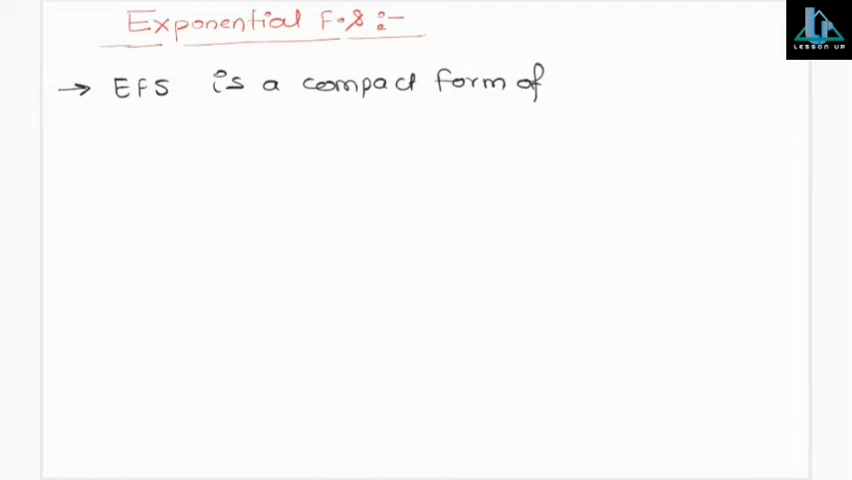 Exponential F.S :-
→ EFS is a compact form of
LESSON UP